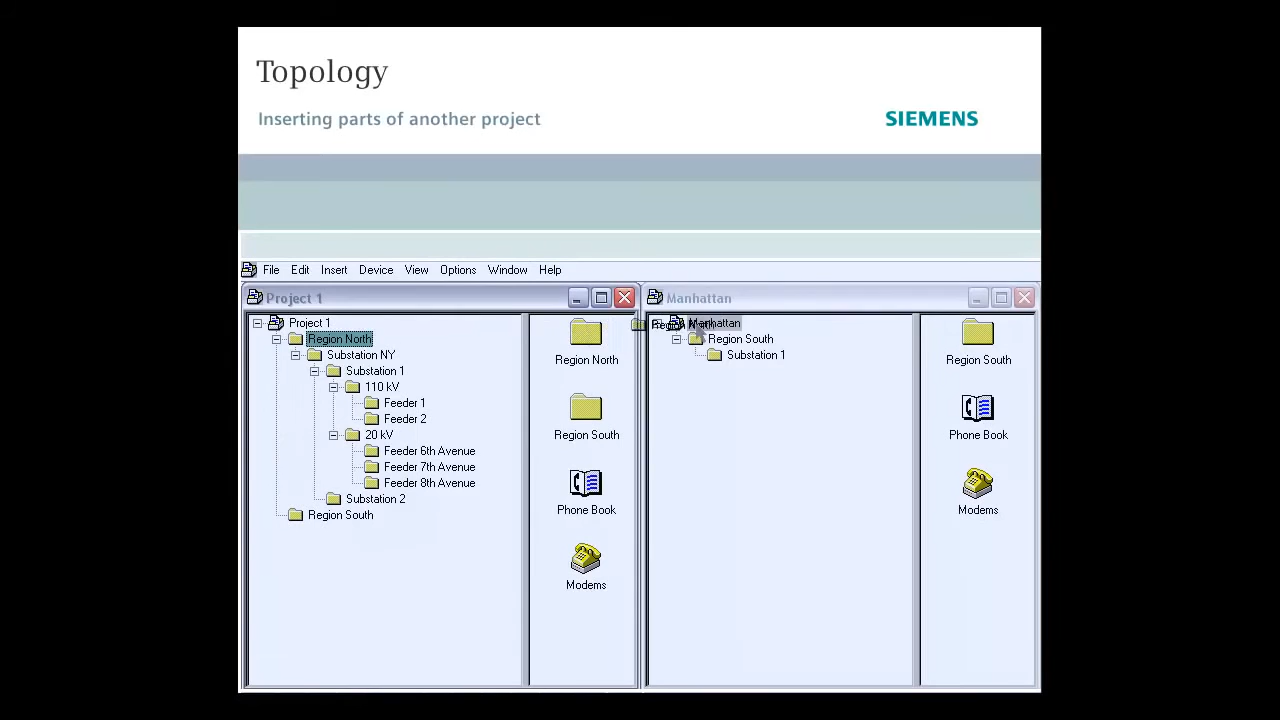 Topology
Inserting parts of another project
SIEMENS
File Edit Insert Device View Options Window Help
Project 1
Project 1
Region North
Substation NY
Substation 1
110 kV
Feeder 1
Feeder 2
20 kV
Feeder 6th Avenue
Feeder 7th Avenue
Feeder 8th Avenue
Substation 2
Region South
Region North
Region South
Phone Book
Modems
Manhattan
Manhattan
Region North
Region South
Substation 1
Region South
Phone Book
Modems